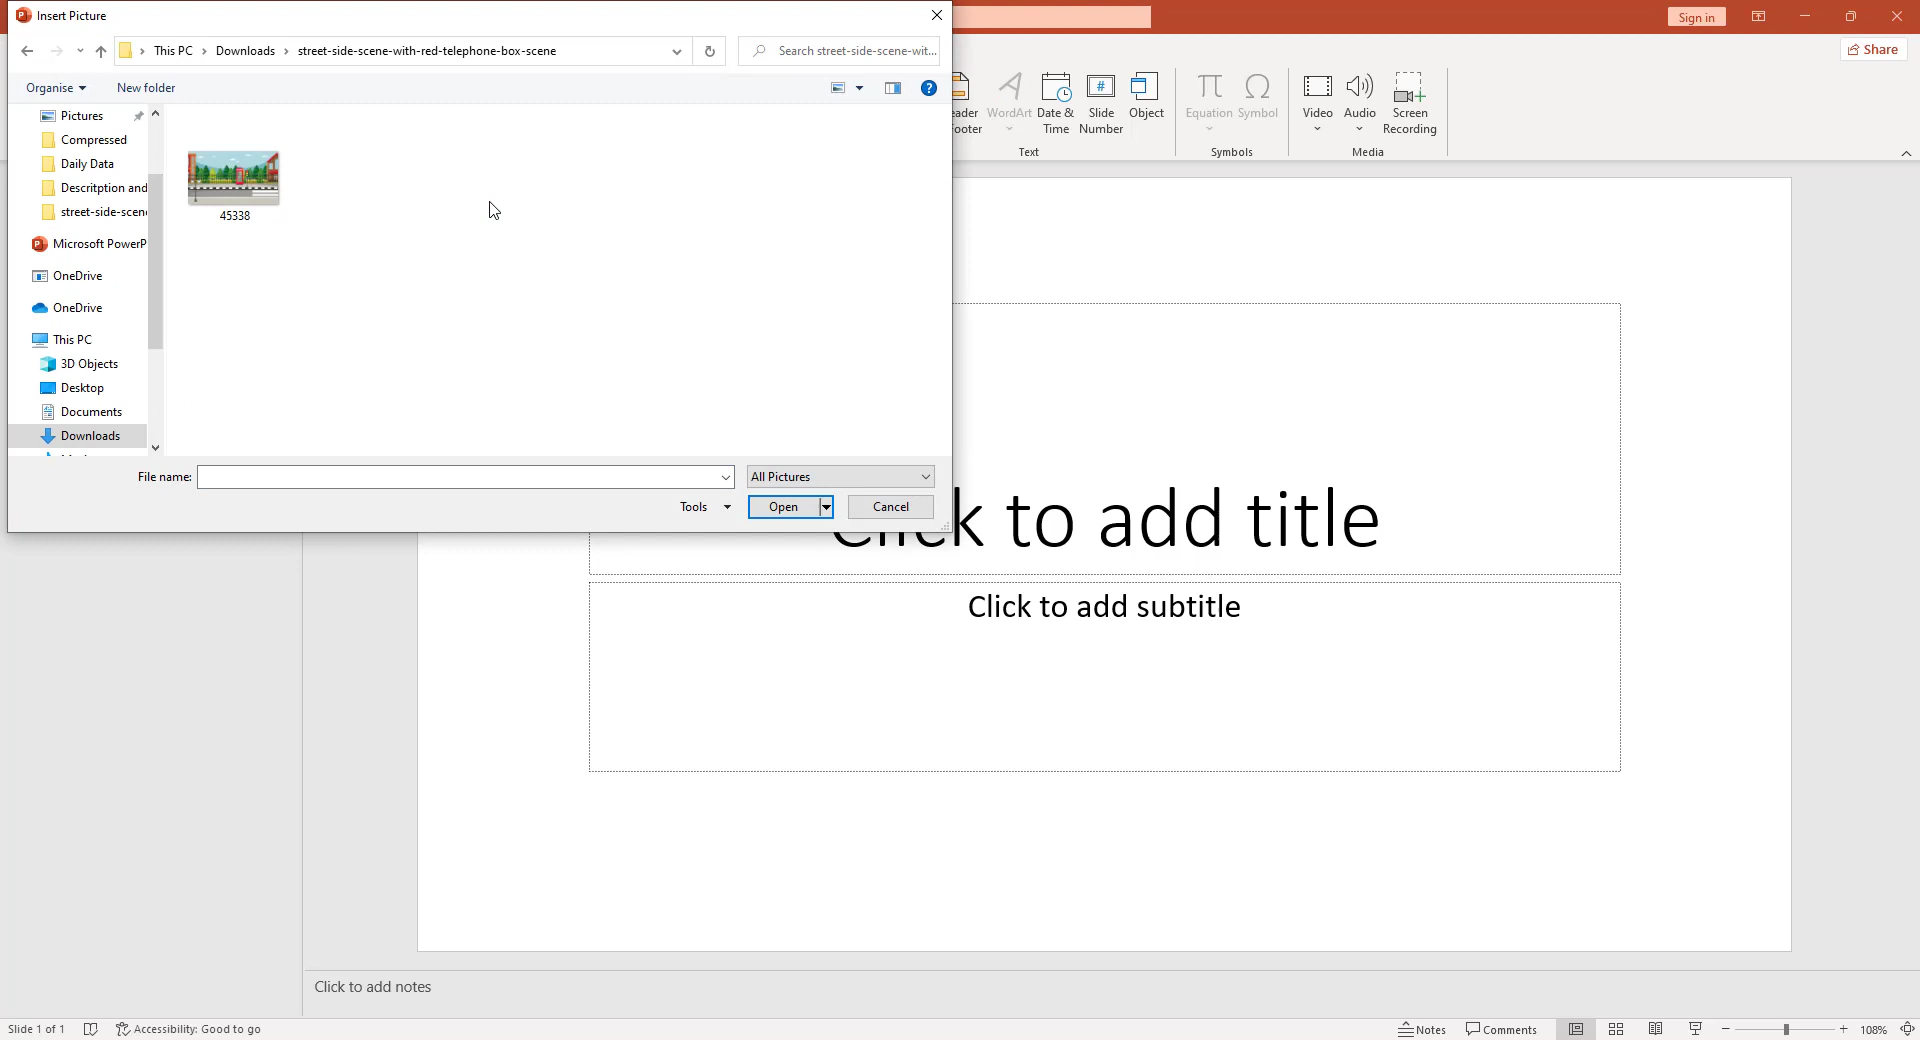 Insert Picture
This PC > Downloads > street-side-scene-with-red-telephone-box-scene
Search street-side-scene-wit...
Organise
New folder
Pictures
Compressed
Daily Data
Descritption and
street-side-scene
Microsoft PowerP
OneDrive
OneDrive
This PC
3D Objects
Desktop
Documents
Downloads
45338
File name:
All Pictures
Tools
Open
Cancel
Sign in
Share
eader
ooter
WordArt
Date &
Time
Slide
Number
Object
Equation
Symbol
Video
Audio
Screen
Recording
Text
Symbols
Media
Click to add title
Click to add subtitle
Click to add notes
Slide 1 of 1
Accessibility: Good to go
Notes
Comments
108%